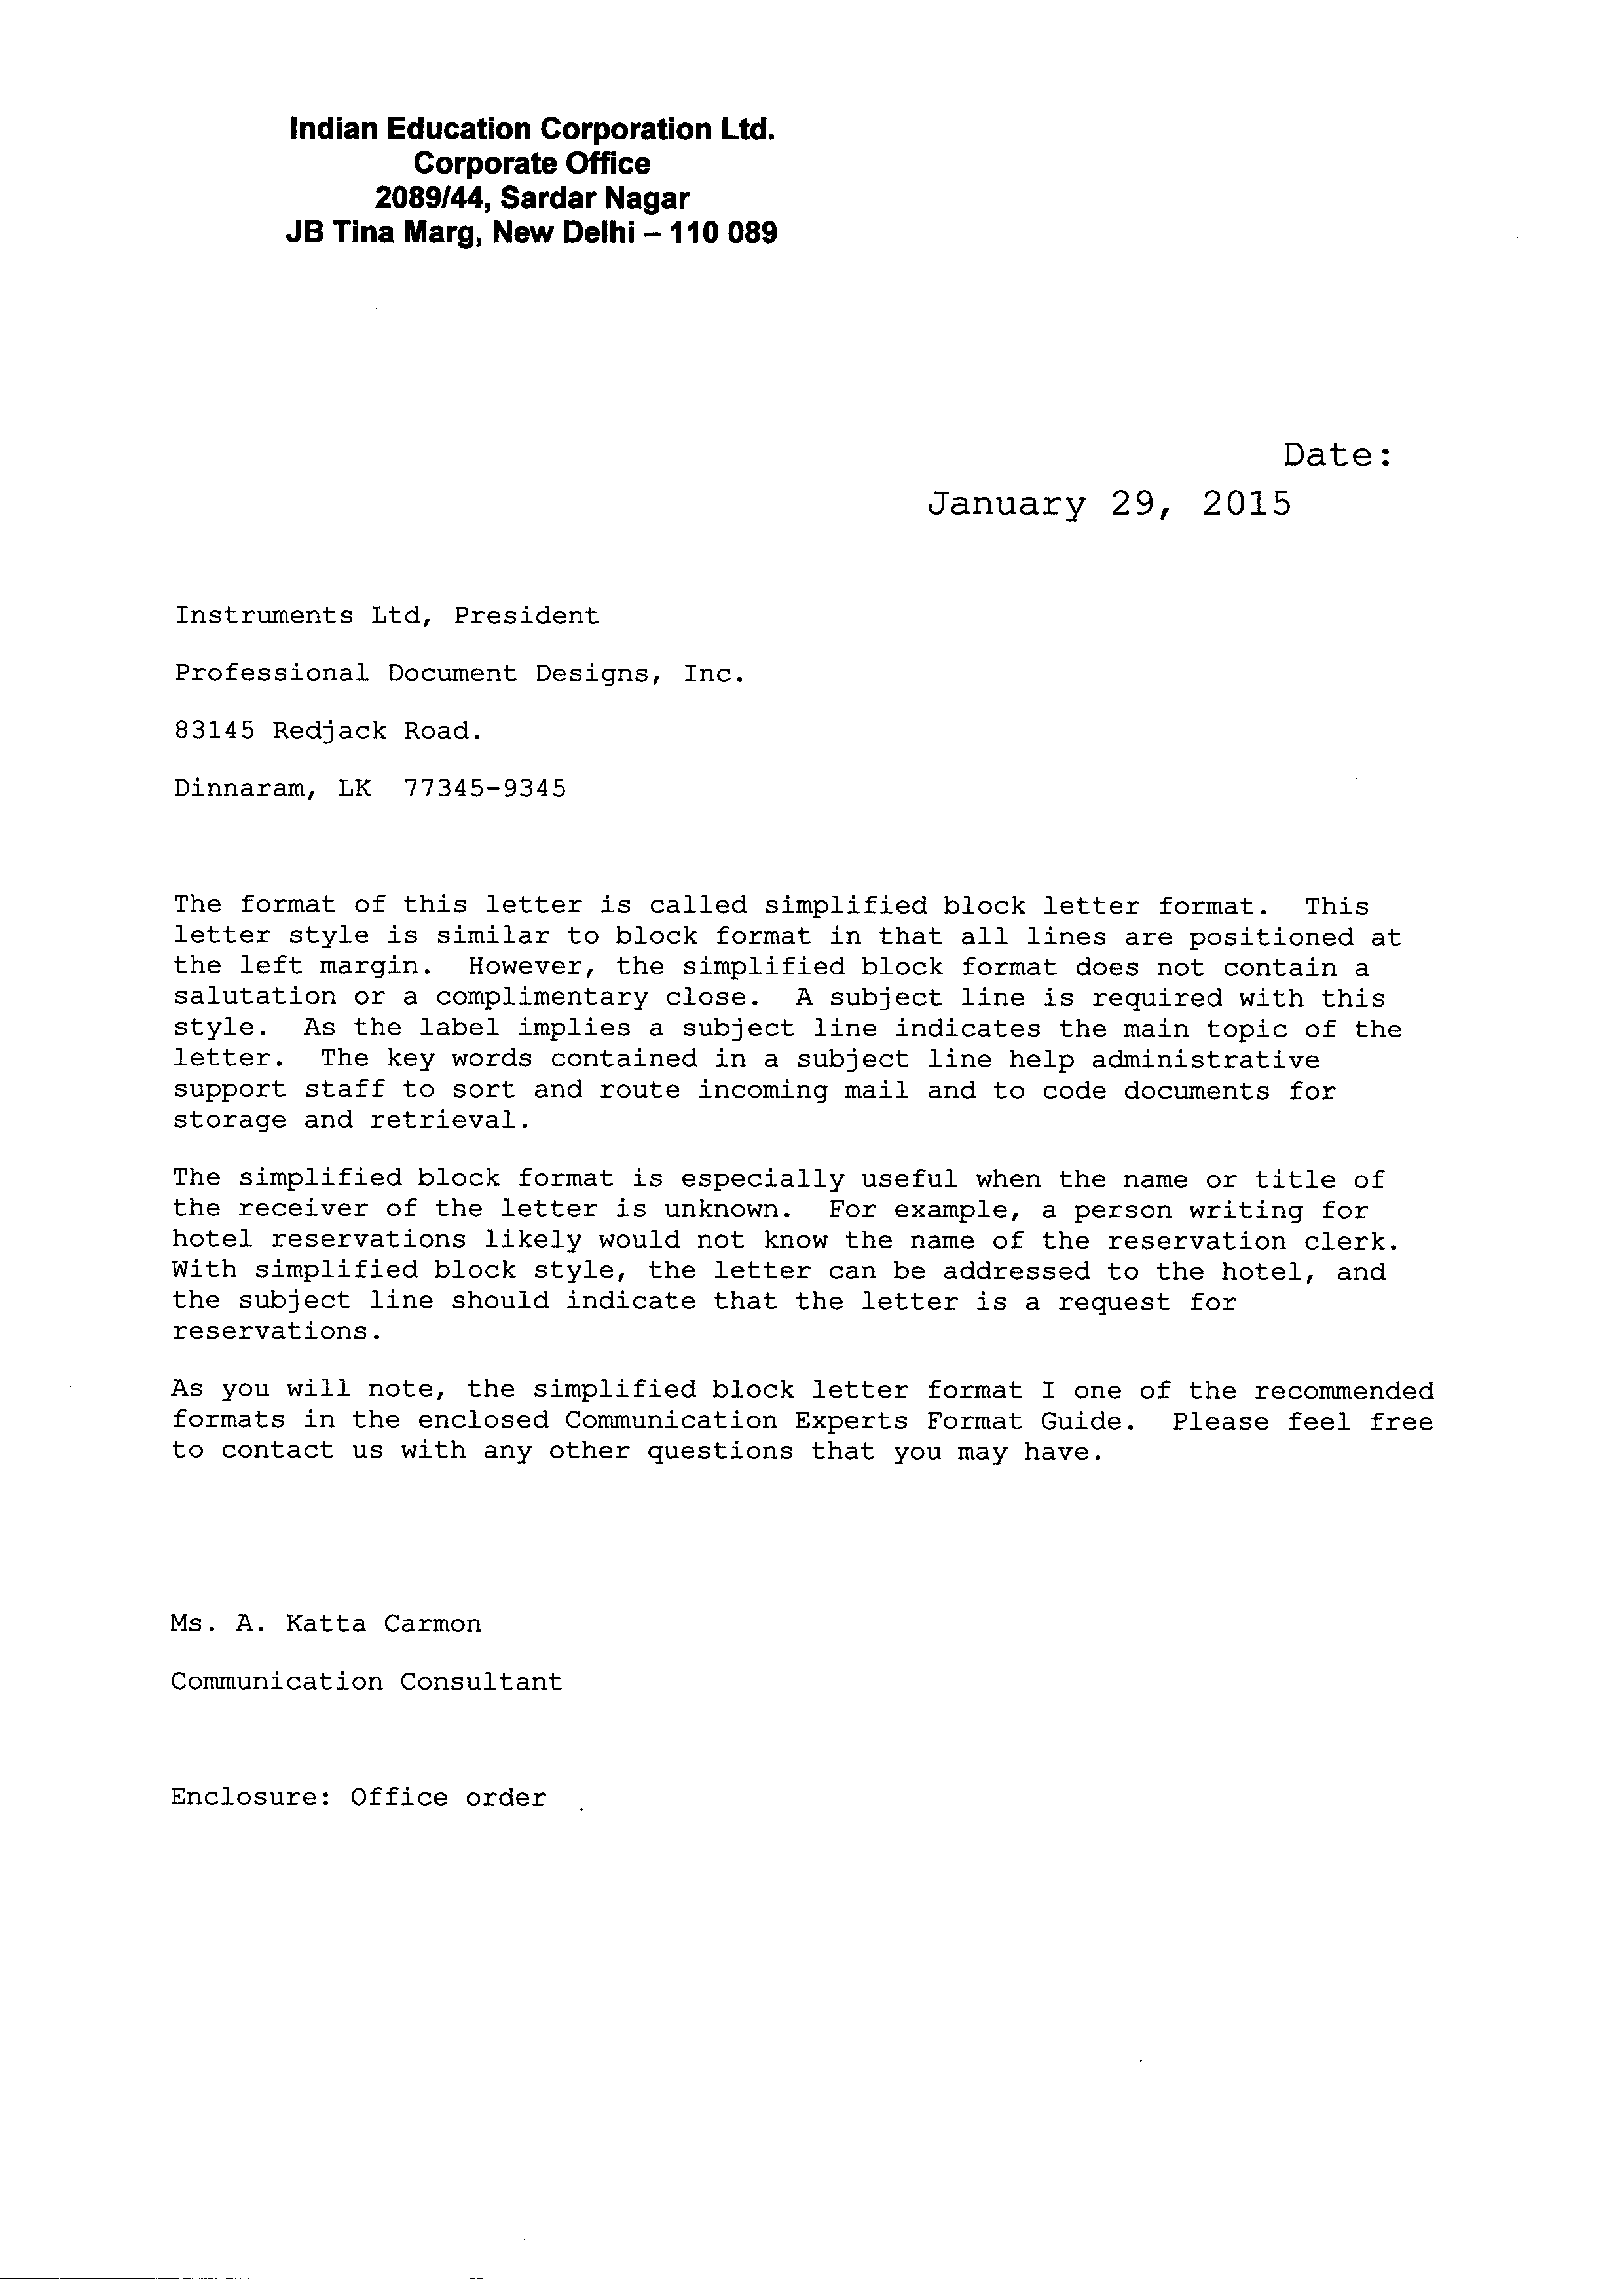 Indian Education Corporation Ltd.
Corporate Office
2089/44, Sardar Nagar
JB Tina Marg, New Delhi – 110 089
Date:
January 29, 2015
Instruments Ltd, President
Professional Document Designs, Inc.
83145 Redjack Road.
Dinnaram, LK  77345-9345
The format of this letter is called simplified block letter format.  This
letter style is similar to block format in that all lines are positioned at
the left margin.  However, the simplified block format does not contain a
salutation or a complimentary close.  A subject line is required with this
style.  As the label implies a subject line indicates the main topic of the
letter.  The key words contained in a subject line help administrative
support staff to sort and route incoming mail and to code documents for
storage and retrieval.
The simplified block format is especially useful when the name or title of
the receiver of the letter is unknown.  For example, a person writing for
hotel reservations likely would not know the name of the reservation clerk.
With simplified block style, the letter can be addressed to the hotel, and
the subject line should indicate that the letter is a request for
reservations.
As you will note, the simplified block letter format I one of the recommended
formats in the enclosed Communication Experts Format Guide.  Please feel free
to contact us with any other questions that you may have.
Ms. A. Katta Carmon
Communication Consultant
Enclosure: Office order